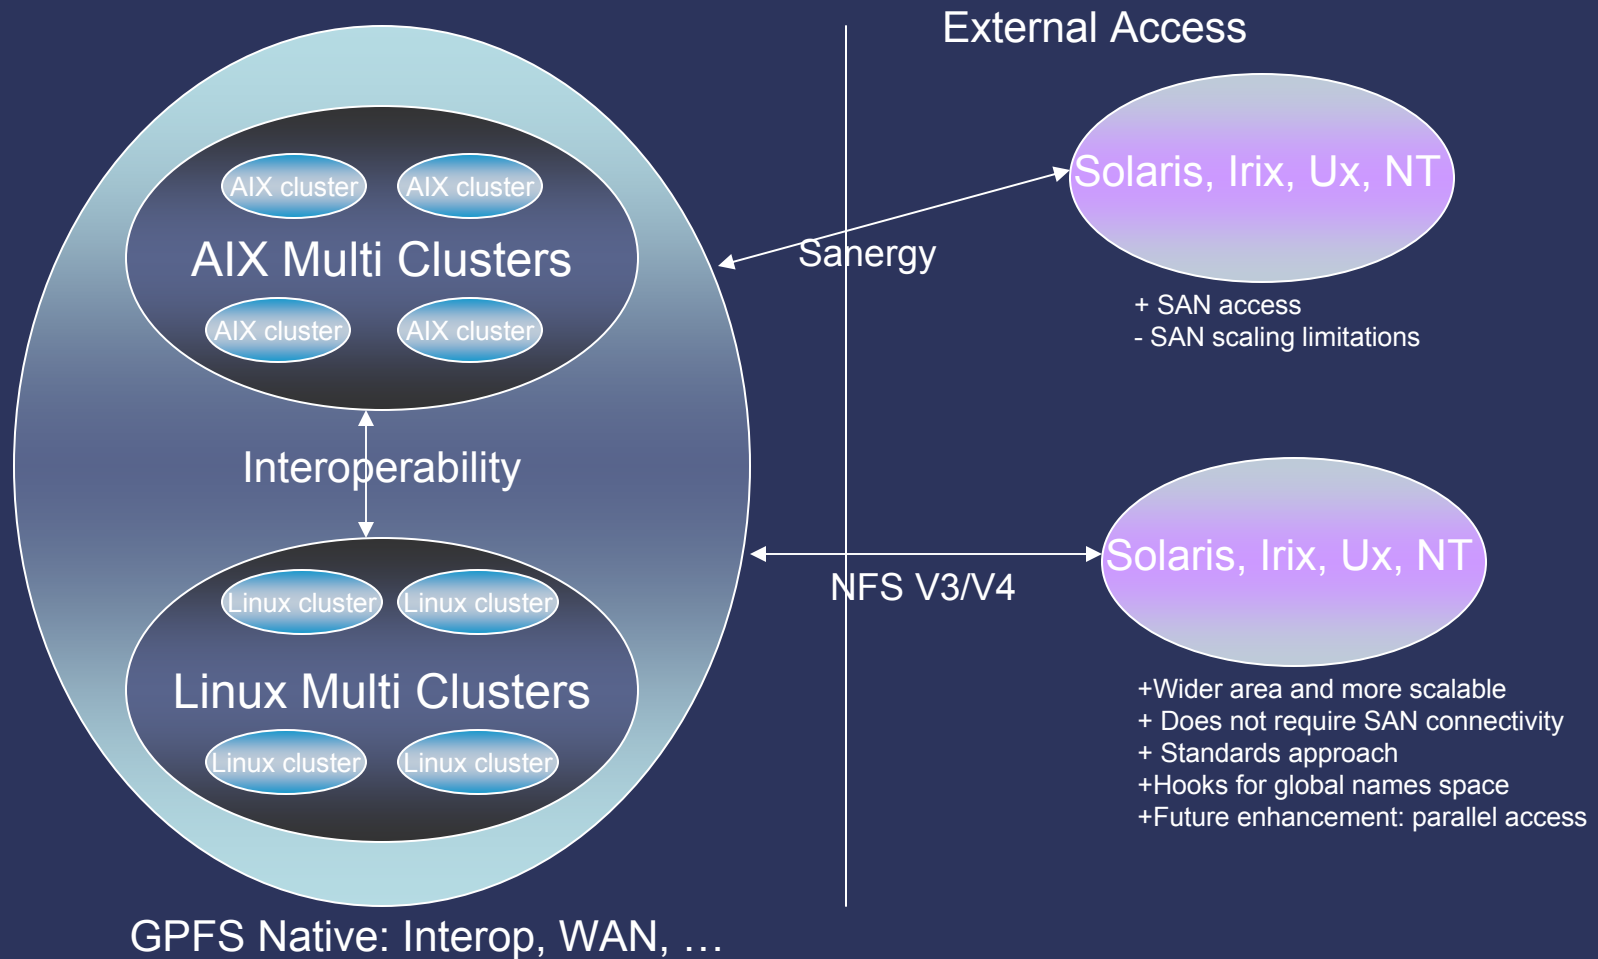 External Access
AIX cluster
AIX cluster
AIX Multi Clusters
AIX cluster
AIX cluster
Interoperability
Linux cluster
Linux cluster
Linux Multi Clusters
Linux cluster
Linux cluster
GPFS Native: Interop, WAN, …
Sanergy
Solaris, Irix, Ux, NT
+ SAN access
- SAN scaling limitations
NFS V3/V4
Solaris, Irix, Ux, NT
+Wider area and more scalable
+ Does not require SAN connectivity
+ Standards approach
+Hooks for global names space
+Future enhancement: parallel access